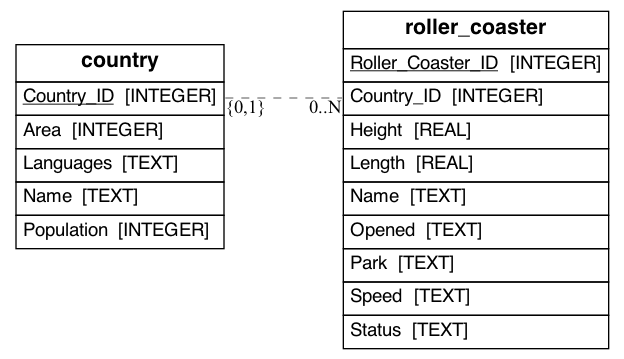 country
Country_ID [INTEGER]
Area [INTEGER]
Languages [TEXT]
Name [TEXT]
Population [INTEGER]
{0,1}
0..N
roller_coaster
Roller_Coaster_ID [INTEGER]
Country_ID [INTEGER]
Height [REAL]
Length [REAL]
Name [TEXT]
Opened [TEXT]
Park [TEXT]
Speed [TEXT]
Status [TEXT]